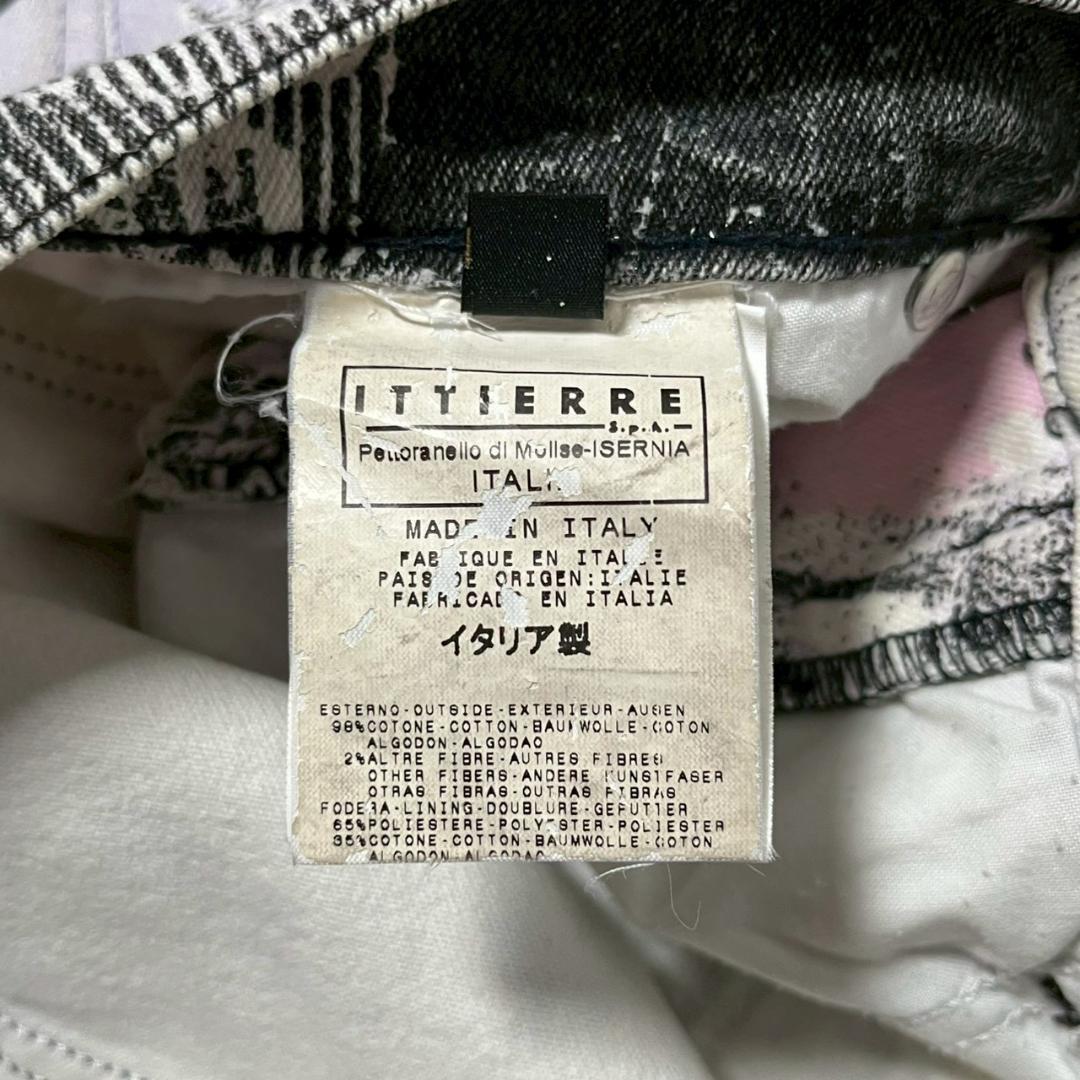 ITTIERRE
S.p.A.
Pettoranello di Molise-ISERNIA
ITALIA
MADE IN ITALY
FABRIQUE EN ITALIE
PAIS DE ORIGEN:ITALIE
FABRICADO EN ITALIA
イタリア製
ESTERNO-OUTSIDE-EXTERIEUR-AUSEN
98%COTONE-COTTON-BAUMWOLLE-COTON
ALGODON-ALGODAO
2%ALTRE FIBRE-AUTRES FIBRES
OTHER FIBERS-ANDERE KUNSTFASER
OTRAS FIBRAS-OUTRAS FIBRAS
FODERA-LINING-DOUBLURE-GEFUTTER
65%POLIESTERE-POLYESTER-POLIESTER
35%COTONE-COTTON-BAUMWOLLE-COTON
ALGODON-ALGODAO